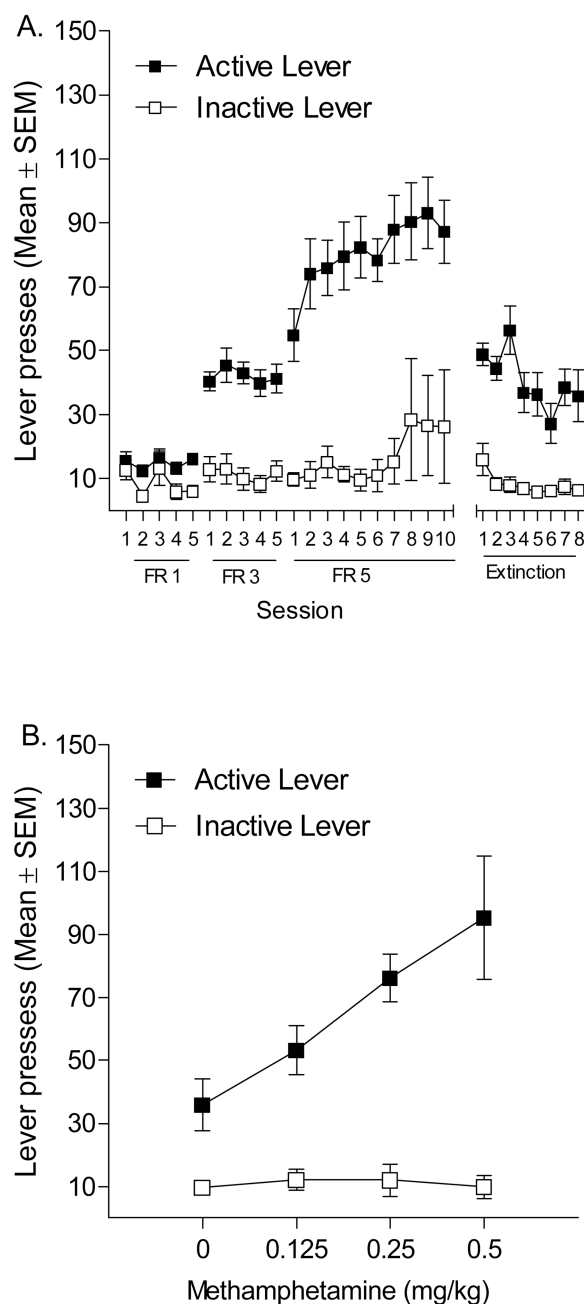 A.
150
130
110
90
70
50
30
10
Lever presses (Mean ± SEM)
Active Lever
Inactive Lever
1 2 3 4 5 1 2 3 4 5 1 2 3 4 5 6 7 8 9 10 1 2 3 4 5 6 7 8
FR 1 FR 3 FR 5 Extinction
Session
B.
150
130
110
90
70
50
30
10
Lever pressess (Mean ± SEM)
Active Lever
Inactive Lever
0 0.125 0.25 0.5
Methamphetamine (mg/kg)